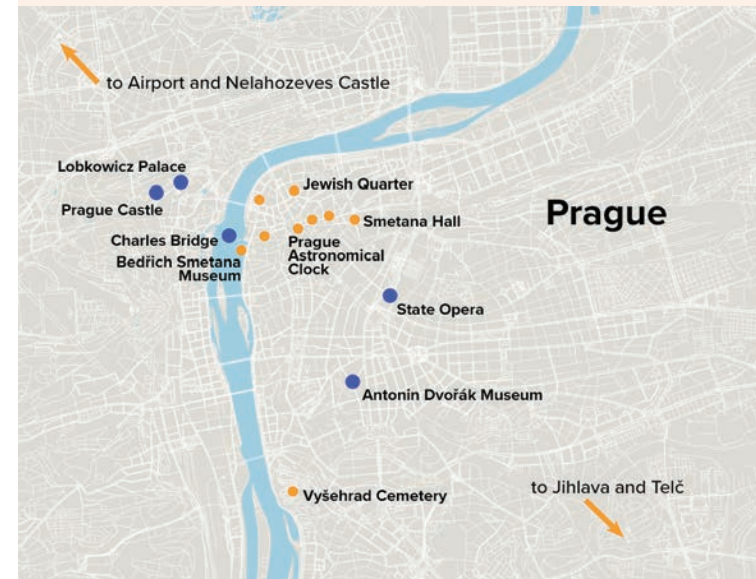 to Airport and Nelahozeves Castle
Lobkowicz Palace
Prague Castle
Jewish Quarter
Prague
Smetana Hall
Charles Bridge
Prague
Astronomical
Clock
Bedřich Smetana
Museum
State Opera
Antonin Dvořák Museum
to Jihlava and Telč
Vyšehrad Cemetery